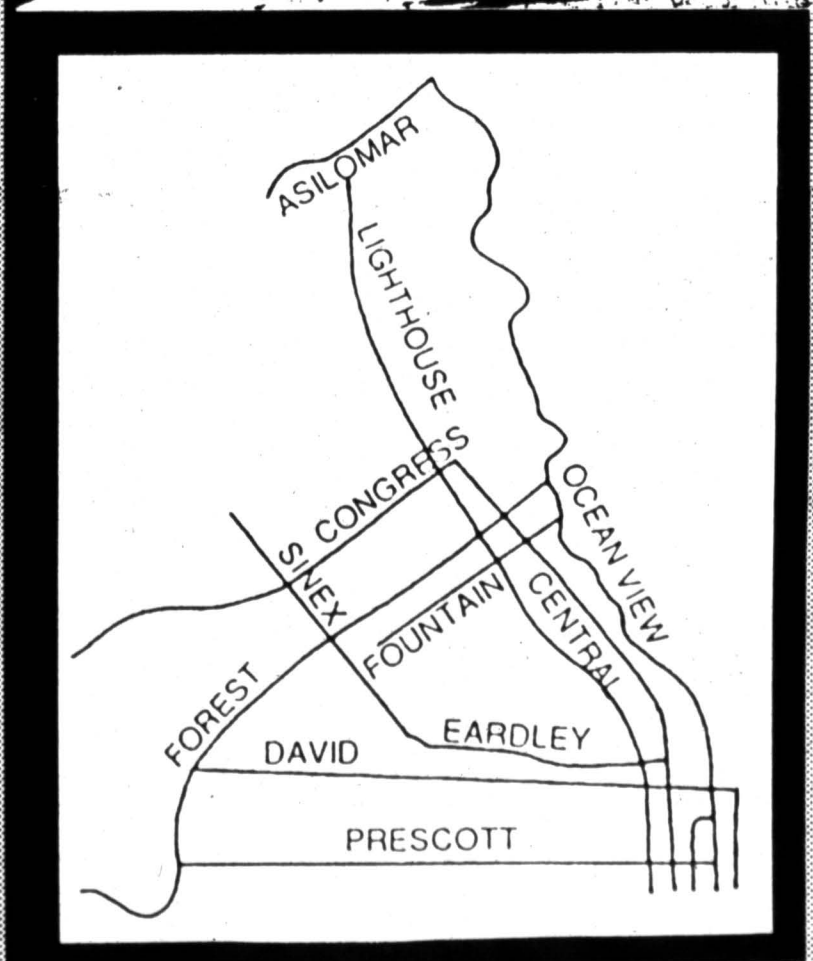 ASILOMAR
LIGHTHOUSE
CONGRESS
OCEAN VIEW
SINEX
CENTRAL
FOUNTAIN
FOREST
EARDLEY
DAVID
PRESCOTT